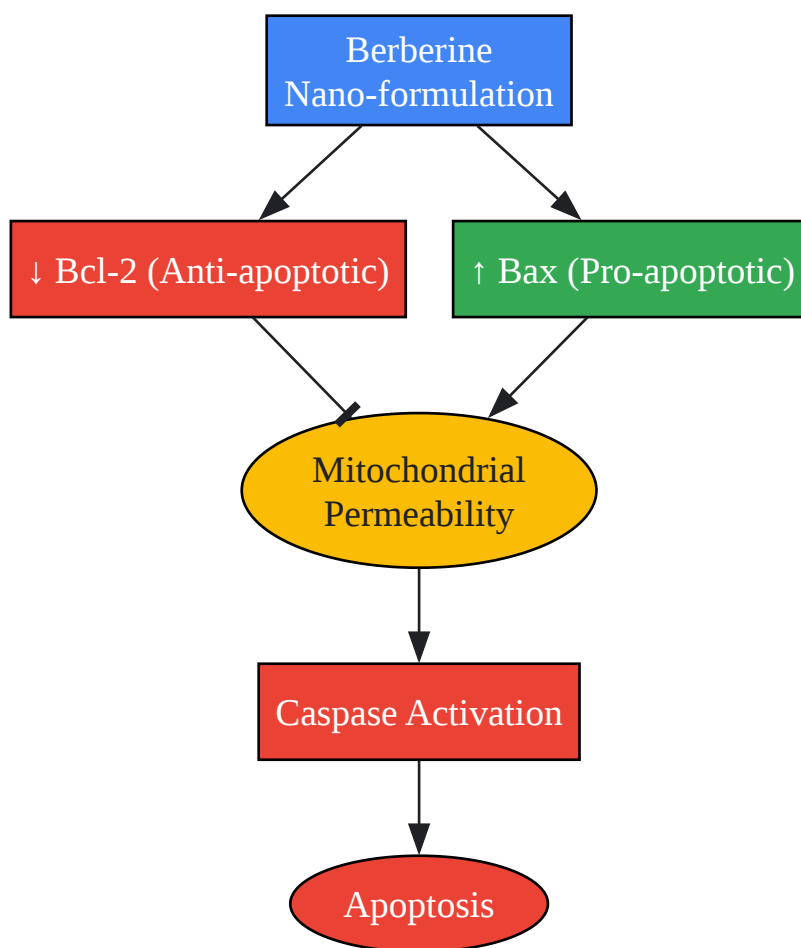 Berberine
Nano-formulation
↓ Bcl-2 (Anti-apoptotic)
↑ Bax (Pro-apoptotic)
Mitochondrial
Permeability
Caspase Activation
Apoptosis